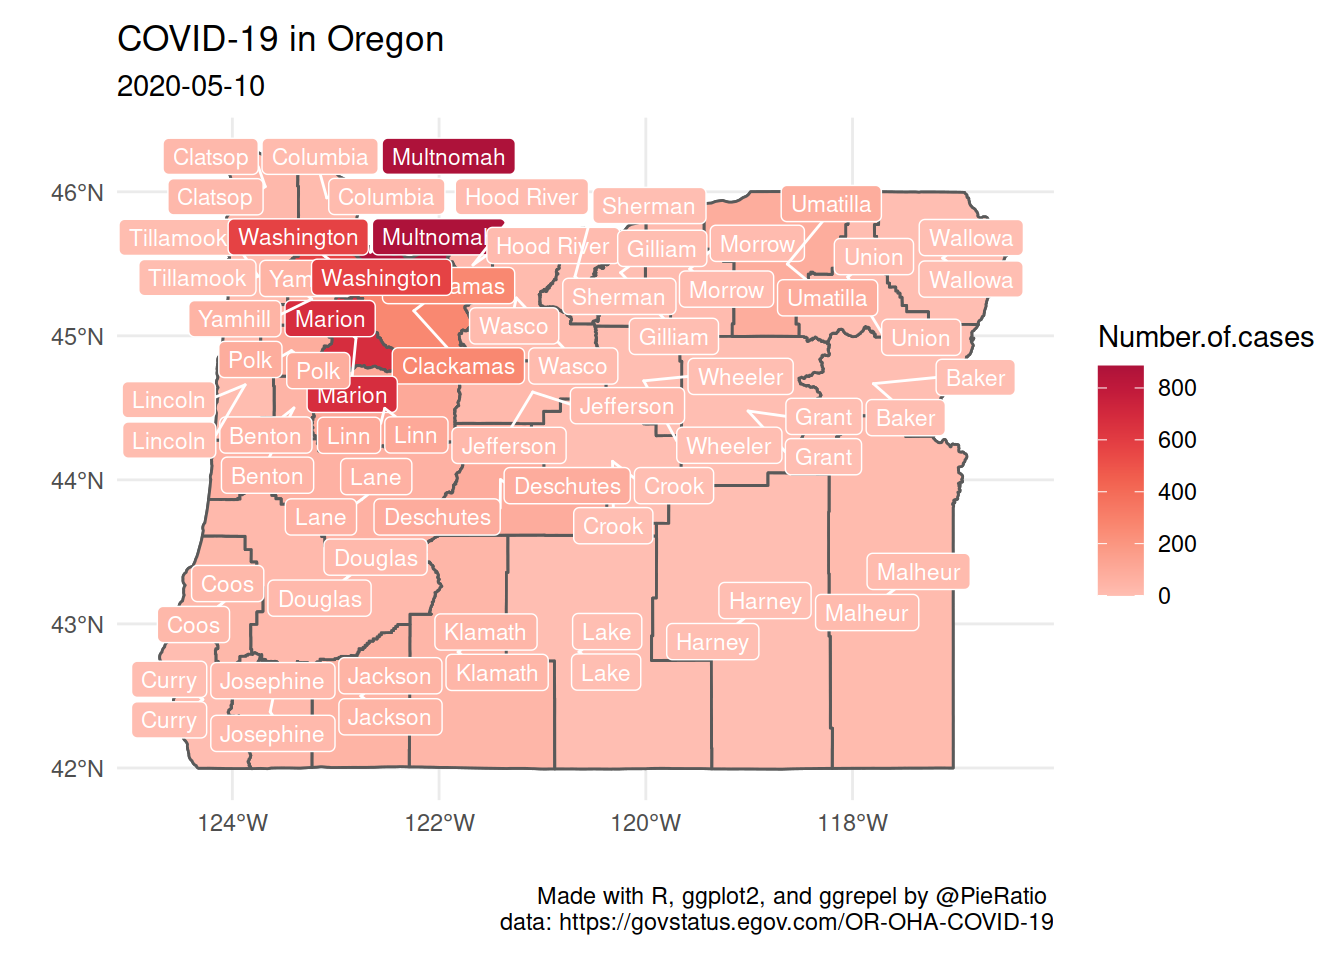 COVID-19 in Oregon
2020-05-10
Clatsop Columbia Multnomah
46°N Clatsop Columbia Hood River Sherman Umatilla
Tillamook Washington Multnomah Hood River Gilliam Morrow Union Wallowa
Tillamook Yam Washington amas Sherman Morrow Umatilla Wallowa
Yamhill Marion Wasco
45°N Gilliam Union
Polk Polk Clackamas Wasco Wheeler Baker
Lincoln Marion Jefferson Grant Baker
Lincoln Benton Linn Linn Jefferson Wheeler Grant
44°N Benton Lane Deschutes Crook
Lane Deschutes Crook
Douglas Malheur
Coos Douglas Harney Malheur
43°N Coos Klamath Lake Harney
Curry Josephine Jackson Klamath Lake
Curry Josephine Jackson
42°N
124°W 122°W 120°W 118°W
Number.of.cases
800
600
400
200
0
Made with R, ggplot2, and ggrepel by @PieRatio
data: https://govstatus.egov.com/OR-OHA-COVID-19